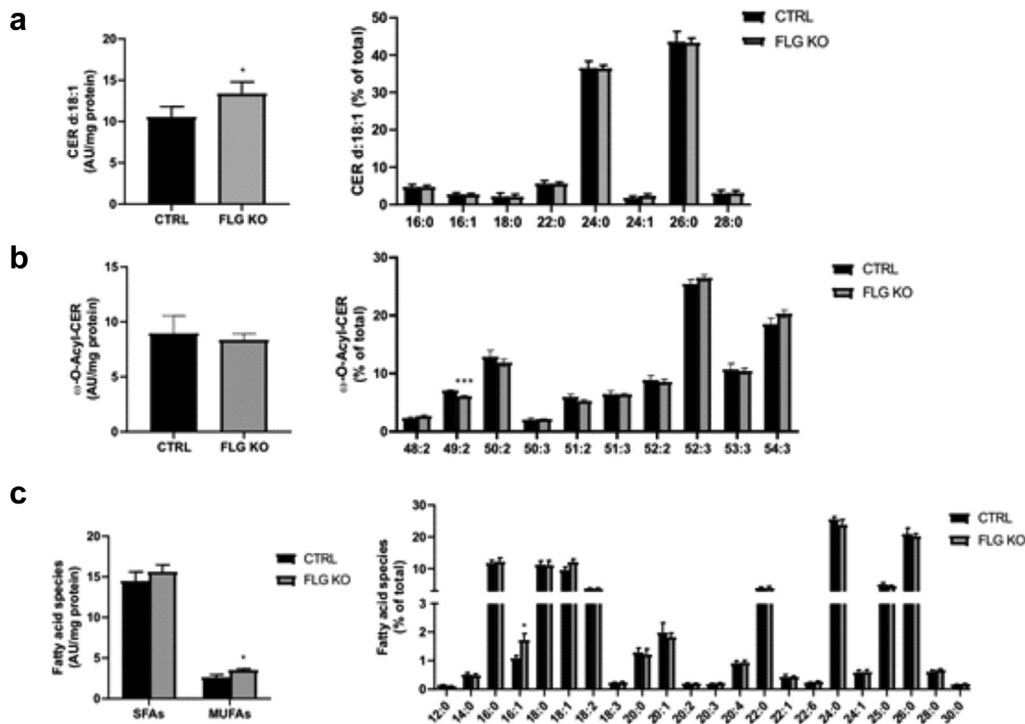 a
CER d:18:1
(AU/mg protein)
20
15
10
5
0
*
CTRL
FLG KO
CER d:18:1 (% of total)
50
40
30
20
10
0
16:0 16:1 18:0 22:0 24:0 24:1 26:0 28:0
CTRL
FLG KO
b
ω-O-Acyl-CER
(AU/mg protein)
15
10
5
0
CTRL
FLG KO
ω-O-Acyl-CER
(% of total)
30
20
10
0
***
48:2 49:2 50:2 50:3 51:2 51:3 52:2 52:3 53:3 54:3
CTRL
FLG KO
c
Fatty acid species
(AU/mg protein)
20
15
10
5
0
*
SFAs
MUFAs
CTRL
FLG KO
Fatty acid species
(% of total)
30
20
10
3
2
1
0
*
12:0 14:0 16:0 16:1 18:0 18:1 18:2 18:3 20:0 20:1 20:2 20:3 20:4 22:0 22:1 22:6 24:0 24:1 25:0 26:0 28:0 30:0
CTRL
FLG KO